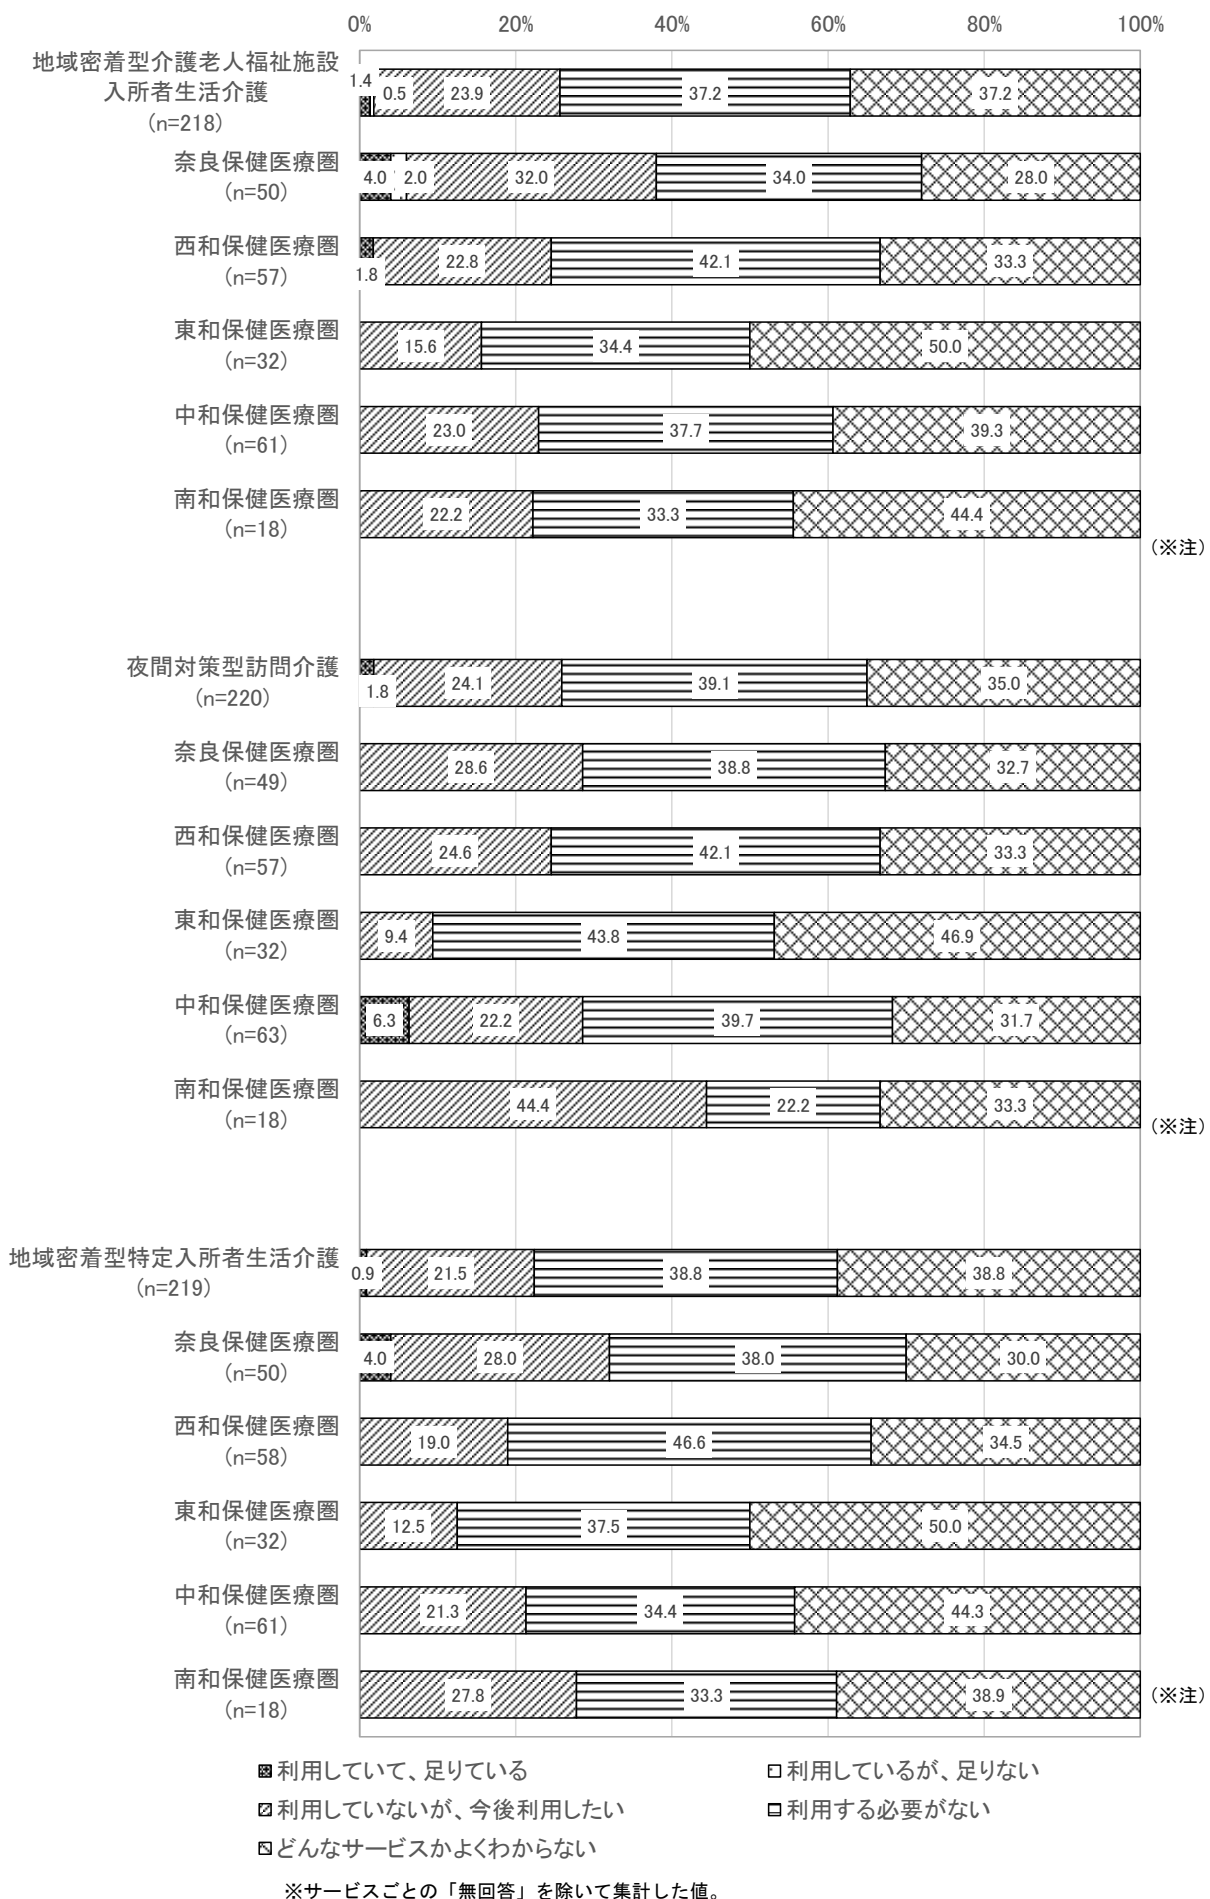 0% 20% 40% 60% 80% 100%
地域密着型介護老人福祉施設
入所者生活介護
(n=218)
1.4 0.5 23.9 37.2 37.2
奈良保健医療圏
(n=50)
4.0 2.0 32.0 34.0 28.0
西和保健医療圏
(n=57)
1.8 22.8 42.1 33.3
東和保健医療圏
(n=32)
15.6 34.4 50.0
中和保健医療圏
(n=61)
23.0 37.7 39.3
南和保健医療圏
(n=18)
22.2 33.3 44.4
(※注)
夜間対策型訪問介護
(n=220)
1.8 24.1 39.1 35.0
奈良保健医療圏
(n=49)
28.6 38.8 32.7
西和保健医療圏
(n=57)
24.6 42.1 33.3
東和保健医療圏
(n=32)
9.4 43.8 46.9
中和保健医療圏
(n=63)
6.3 22.2 39.7 31.7
南和保健医療圏
(n=18)
44.4 22.2 33.3
(※注)
地域密着型特定入所者生活介護
(n=219)
0.9 21.5 38.8 38.8
奈良保健医療圏
(n=50)
4.0 28.0 38.0 30.0
西和保健医療圏
(n=58)
19.0 46.6 34.5
東和保健医療圏
(n=32)
12.5 37.5 50.0
中和保健医療圏
(n=61)
21.3 34.4 44.3
南和保健医療圏
(n=18)
27.8 33.3 38.9
(※注)
利用していて、足りている 利用しているが、足りない
利用していないが、今後利用したい 利用する必要がない
どんなサービスかよくわからない
※サービスごとの「無回答」を除いて集計した値。